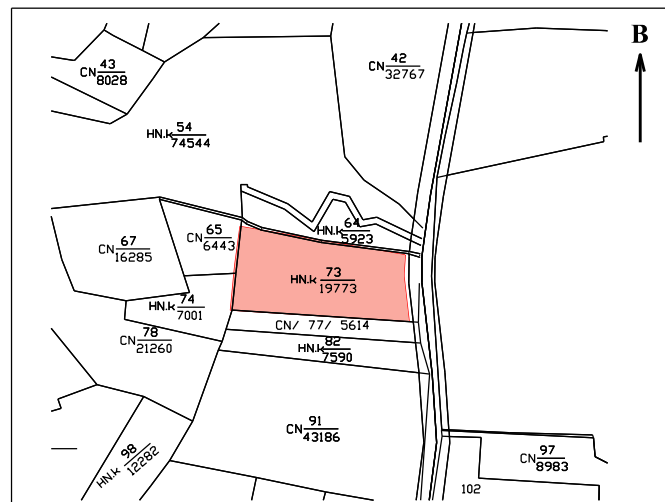 B
43
CN
8028
42
CN
32767
54
HN.k
74544
64
HN.k
5923
65
CN
6443
67
CN
16285
73
HN.k
19773
74
HN.k
7001
CN/ 77/ 5614
78
CN
21260
82
HN.k
7590
91
CN
43186
98
HN.k
12282
97
CN
8983
102